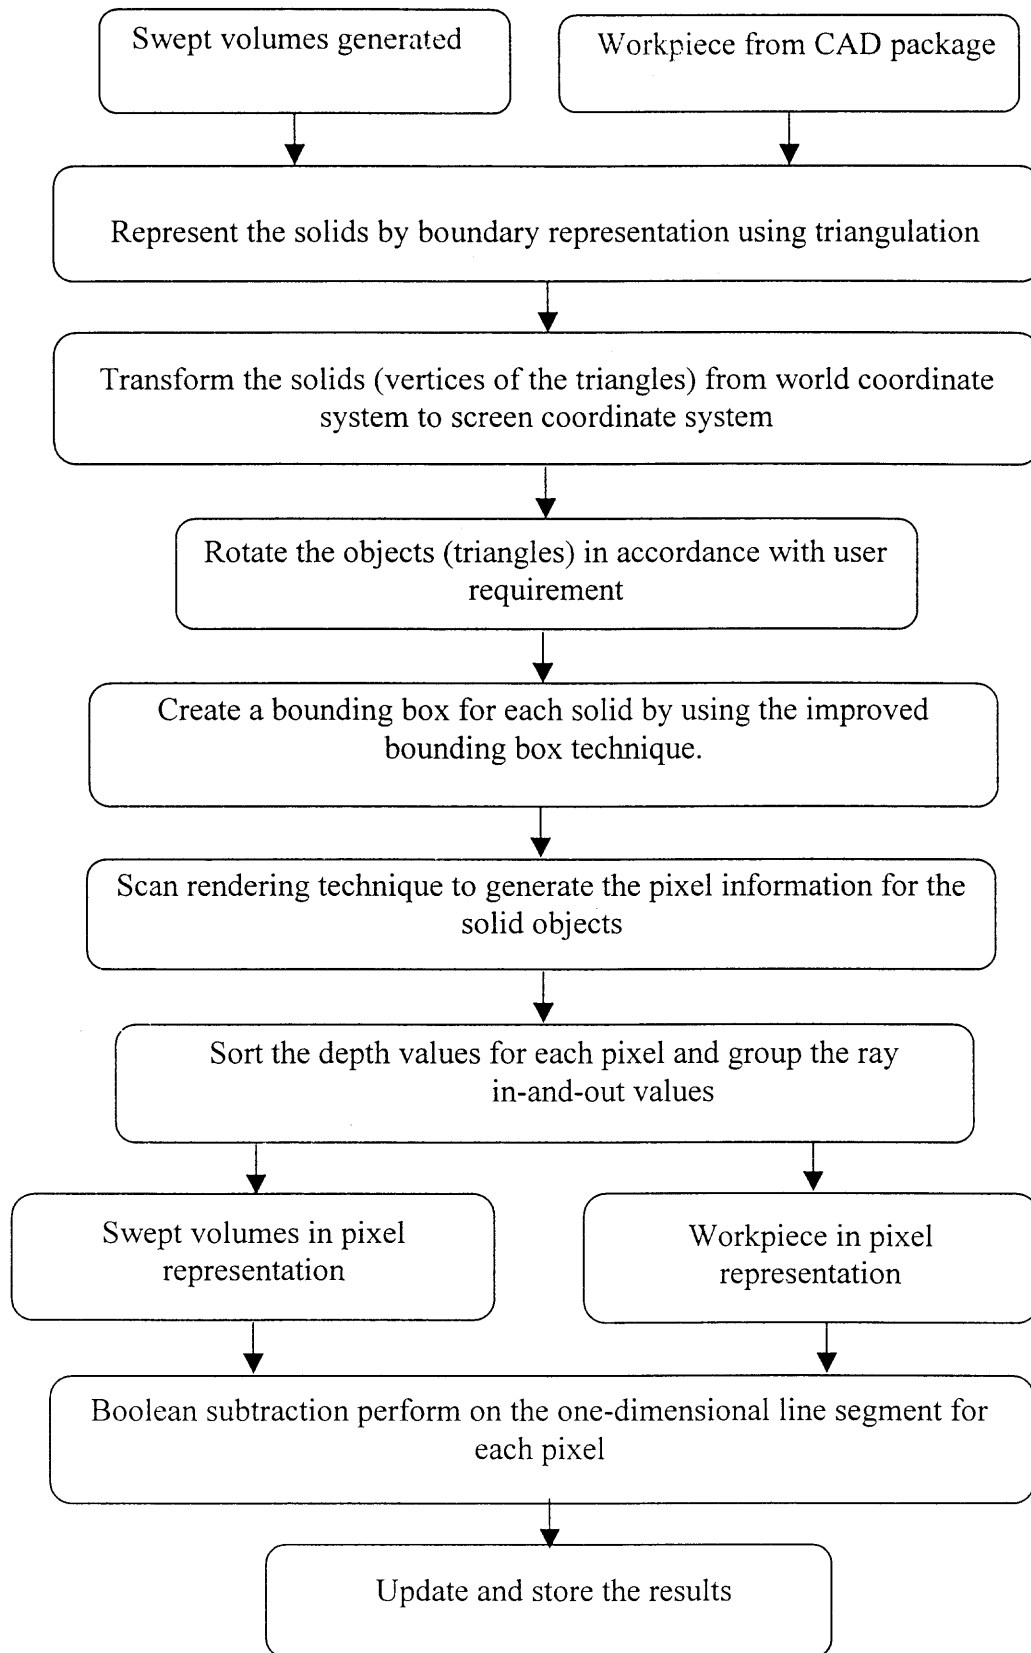 Swept volumes generated
Workpiece from CAD package
Represent the solids by boundary representation using triangulation
Transform the solids (vertices of the triangles) from world coordinate
system to screen coordinate system
Rotate the objects (triangles) in accordance with user
requirement
Create a bounding box for each solid by using the improved
bounding box technique.
Scan rendering technique to generate the pixel information for the
solid objects
Sort the depth values for each pixel and group the ray
in-and-out values
Swept volumes in pixel
representation
Workpiece in pixel
representation
Boolean subtraction perform on the one-dimensional line segment for
each pixel
Update and store the results